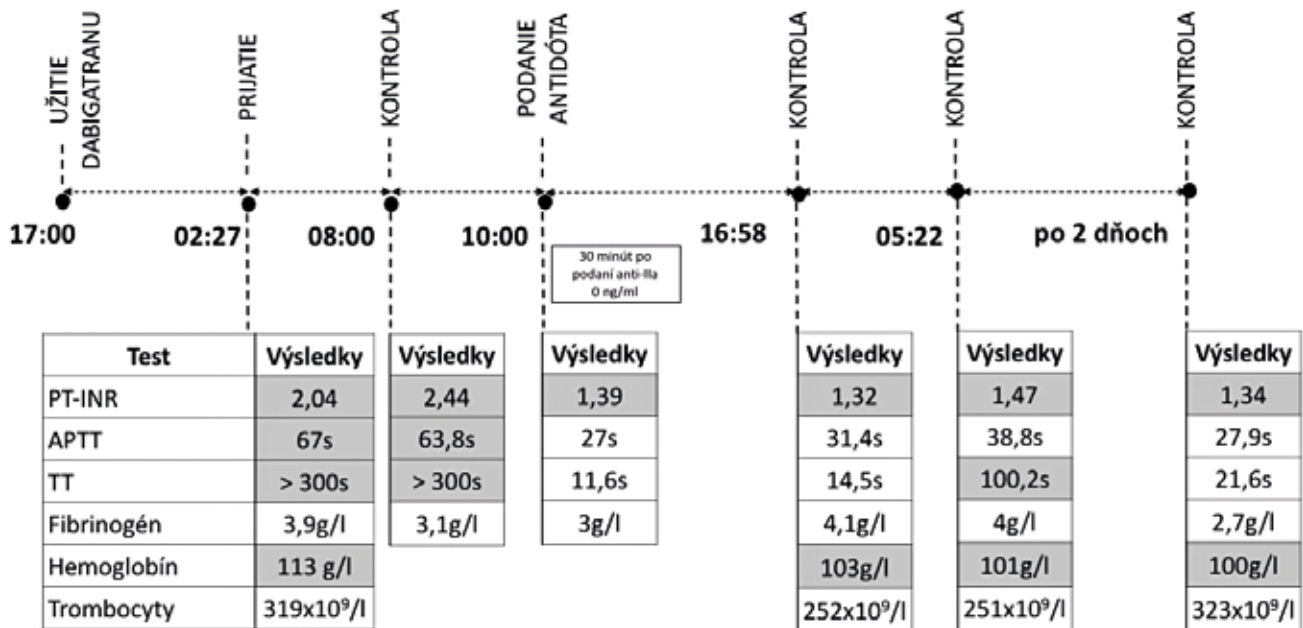 UŽITIE
DABIGATRANU
PRIJATIE
KONTROLA
PODANIE
ANTIDÓTA
KONTROLA
KONTROLA
KONTROLA
17:00
02:27
08:00
10:00
16:58
05:22
po 2 dňoch
30 minút po
podaní anti-IIa
0 ng/ml
Test Výsledky Výsledky Výsledky Výsledky Výsledky Výsledky
PT-INR 2,04 2,44 1,39 1,32 1,47 1,34
APTT 67s 63,8s 27s 31,4s 38,8s 27,9s
TT > 300s > 300s 11,6s 14,5s 100,2s 21,6s
Fibrinogén 3,9g/l 3,1g/l 3g/l 4,1g/l 4g/l 2,7g/l
Hemoglobín 113 g/l 103g/l 101g/l 100g/l
Trombocyty 319x10⁹/l 252x10⁹/l 251x10⁹/l 323x10⁹/l